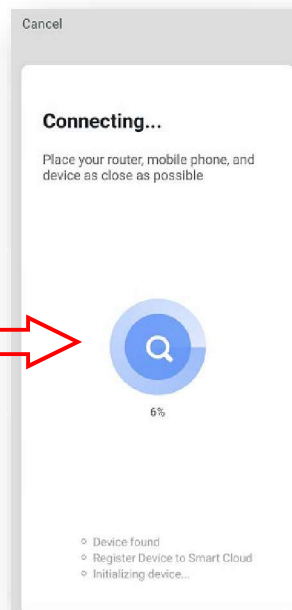 Cancel
Connecting...
Place your router, mobile phone, and
device as close as possible
6%
Device found
Register Device to Smart Cloud
Initializing device...